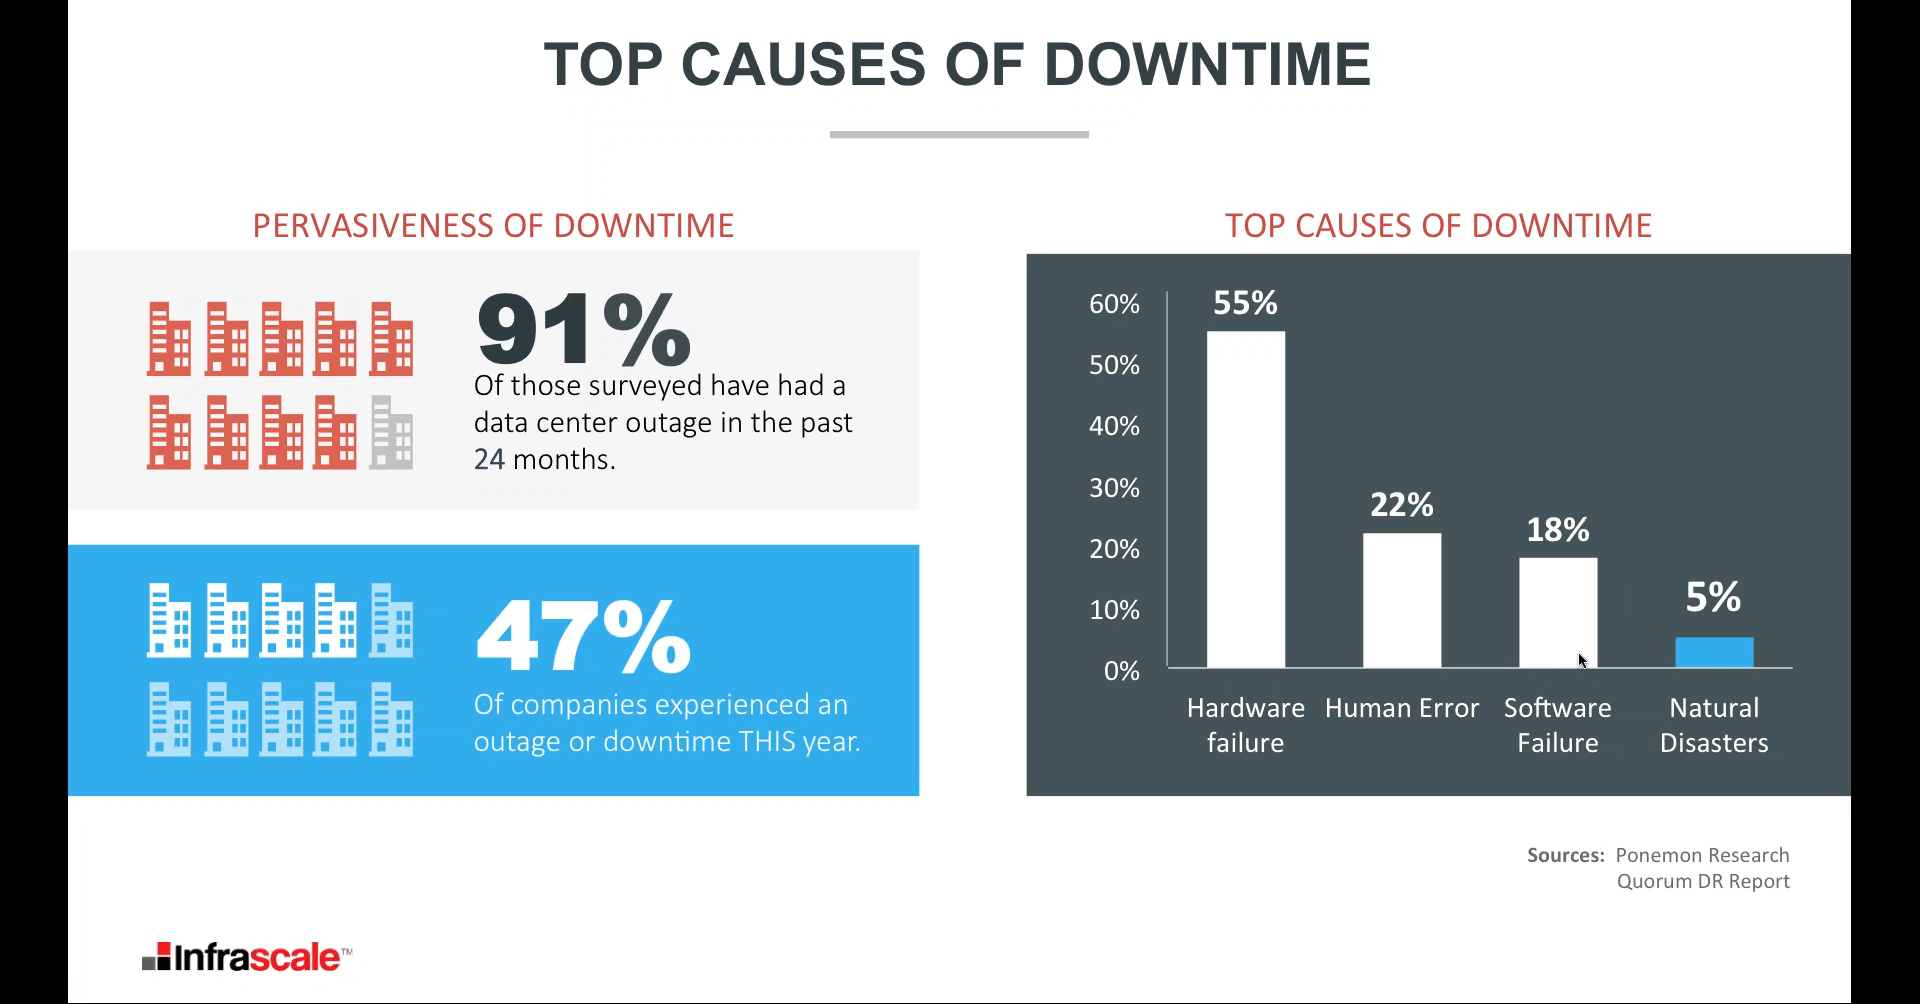 TOP CAUSES OF DOWNTIME
PERVASIVENESS OF DOWNTIME
91%
Of those surveyed have had a
data center outage in the past
24 months.
47%
Of companies experienced an
outage or downtime THIS year.
TOP CAUSES OF DOWNTIME
60%
50%
40%
30%
20%
10%
0%
55%
22%
18%
5%
Hardware
failure
Human Error
Software
Failure
Natural
Disasters
Sources: Ponemon Research
Quorum DR Report
Infrascale™